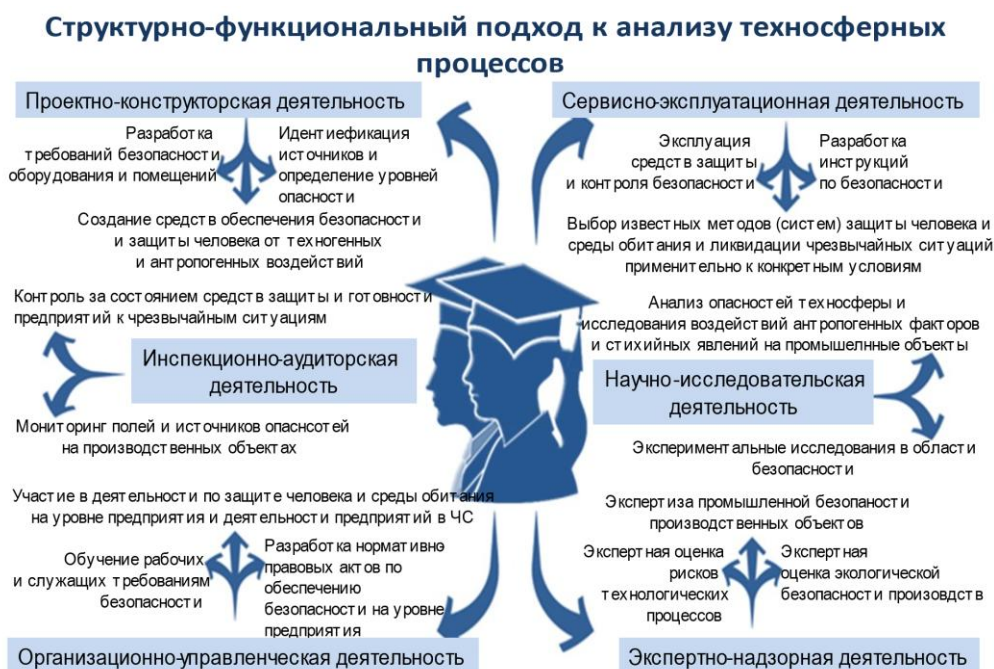 Структурно-функциональный подход к анализу техносферных
процессов
Проектно-конструкторская деятельность
Разработка
требований безопасности
оборудования и помещений
Идентиефикация
источников и
определение уровней
опасности
Создание средств обеспечения безопасности
и защиты человека от техногенных
и антропогенных воздействий
Сервисно-эксплуатационная деятельность
Эксплуация
средств защиты
и контроля безопасности
Разработка
инструкций
по безопасности
Выбор известных методов (систем) защиты человека и
среды обитания и ликвидации чрезвычайных ситуаций
применительно к конкретным условиям
Контроль за состоянием средств защиты и готовности
предприятий к чрезвычайным ситуациям
Инспекционно-аудиторская
деятельность
Мониторинг полей и источников опаснсотей
на производственных объектах
Анализ опасностей техносферы и
исследования воздействий антропогенных факторов
и стихийных явлений на промышелнные объекты
Научно-исследовательская
деятельность
Экспериментальные исследования в области
безопасности
Участие в деятельности по защите человека и среды обитания
на уровне предприятия и деятельности предприятий в ЧС
Обучение рабочих
и служащих требованиям
безопасности
Разработка нормативно-
правовых актов по
обеспечению
безопасности на уровне
предприятия
Организационно-управленческая деятельность
Экспертиза промышленной безопаности
производственных объектов
Экспертная оценка
рисков
технологических
процессов
Экспертная
оценка экологической
безопасности произовдств
Экспертно-надзорная деятельность